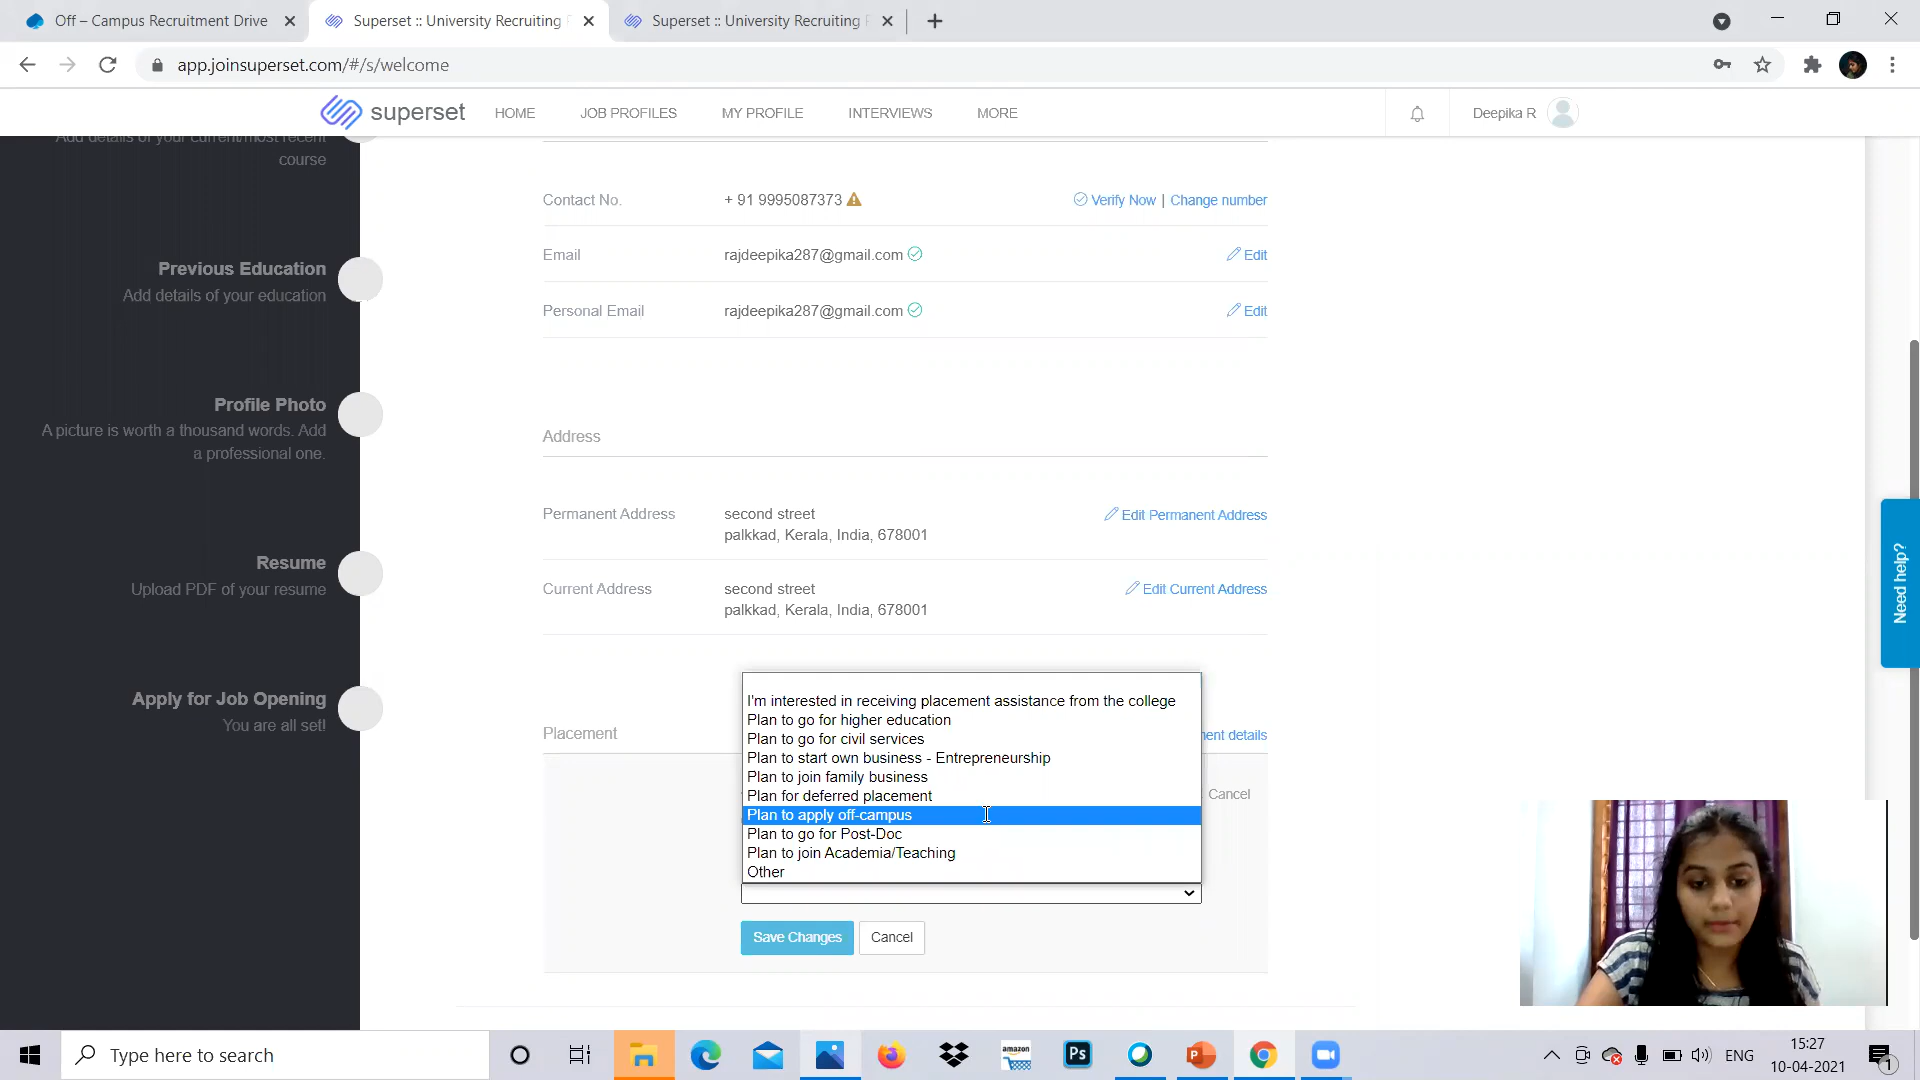 Off – Campus Recruitment Drive
Superset :: University Recruiting
Superset :: University Recruiting
app.joinsuperset.com/#/s/welcome
superset
HOME
JOB PROFILES
MY PROFILE
INTERVIEWS
MORE
Deepika R
Add details of your current/most recent
course
Contact No.
+ 91 9995087373
Verify Now | Change number
Email
rajdeepika287@gmail.com
Edit
Previous Education
Add details of your education
Personal Email
rajdeepika287@gmail.com
Edit
Profile Photo
A picture is worth a thousand words. Add
a professional one.
Address
Permanent Address
second street
palkkad, Kerala, India, 678001
Edit Permanent Address
Resume
Upload PDF of your resume
Current Address
second street
palkkad, Kerala, India, 678001
Edit Current Address
Need help?
Apply for Job Opening
You are all set!
Placement
details
Cancel
I'm interested in receiving placement assistance from the college
Plan to go for higher education
Plan to go for civil services
Plan to start own business - Entrepreneurship
Plan to join family business
Plan for deferred placement
Plan to apply off-campus
Plan to go for Post-Doc
Plan to join Academia/Teaching
Other
Save Changes
Cancel
Type here to search
amazon
Ps
ENG
15:27
10-04-2021
1